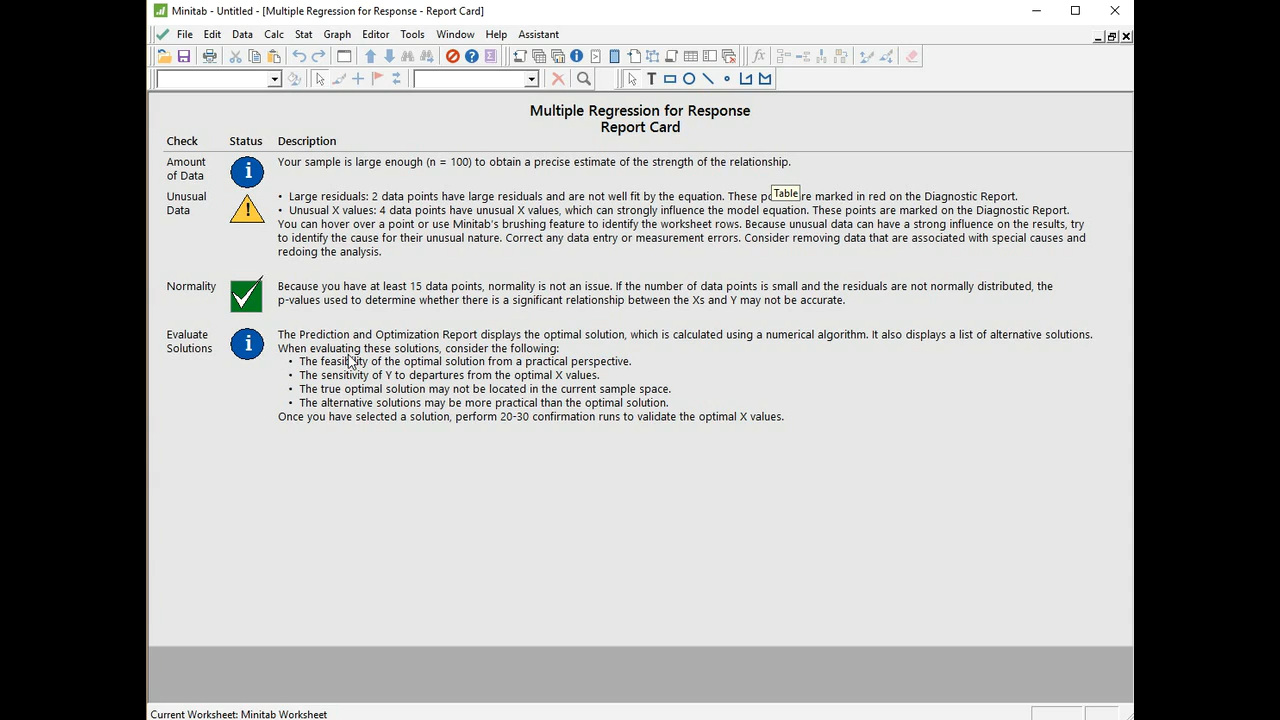 Minitab - Untitled - [Multiple Regression for Response - Report Card]
File Edit Data Calc Stat Graph Editor Tools Window Help Assistant
Multiple Regression for Response
Report Card
Check Status Description
Amount of Data
Your sample is large enough (n = 100) to obtain a precise estimate of the strength of the relationship.
Unusual Data
• Large residuals: 2 data points have large residuals and are not well fit by the equation. These are marked in red on the Diagnostic Report.
Table
• Unusual X values: 4 data points have unusual X values, which can strongly influence the model equation. These points are marked on the Diagnostic Report.
You can hover over a point or use Minitab's brushing feature to identify the worksheet rows. Because unusual data can have a strong influence on the results, try
to identify the cause for their unusual nature. Correct any data entry or measurement errors. Consider removing data that are associated with special causes and
redoing the analysis.
Normality
Because you have at least 15 data points, normality is not an issue. If the number of data points is small and the residuals are not normally distributed, the
p-values used to determine whether there is a significant relationship between the Xs and Y may not be accurate.
Evaluate Solutions
The Prediction and Optimization Report displays the optimal solution, which is calculated using a numerical algorithm. It also displays a list of alternative solutions.
When evaluating these solutions, consider the following:
• The feasibility of the optimal solution from a practical perspective.
• The sensitivity of Y to departures from the optimal X values.
• The true optimal solution may not be located in the current sample space.
• The alternative solutions may be more practical than the optimal solution.
Once you have selected a solution, perform 20-30 confirmation runs to validate the optimal X values.
Current Worksheet: Minitab Worksheet